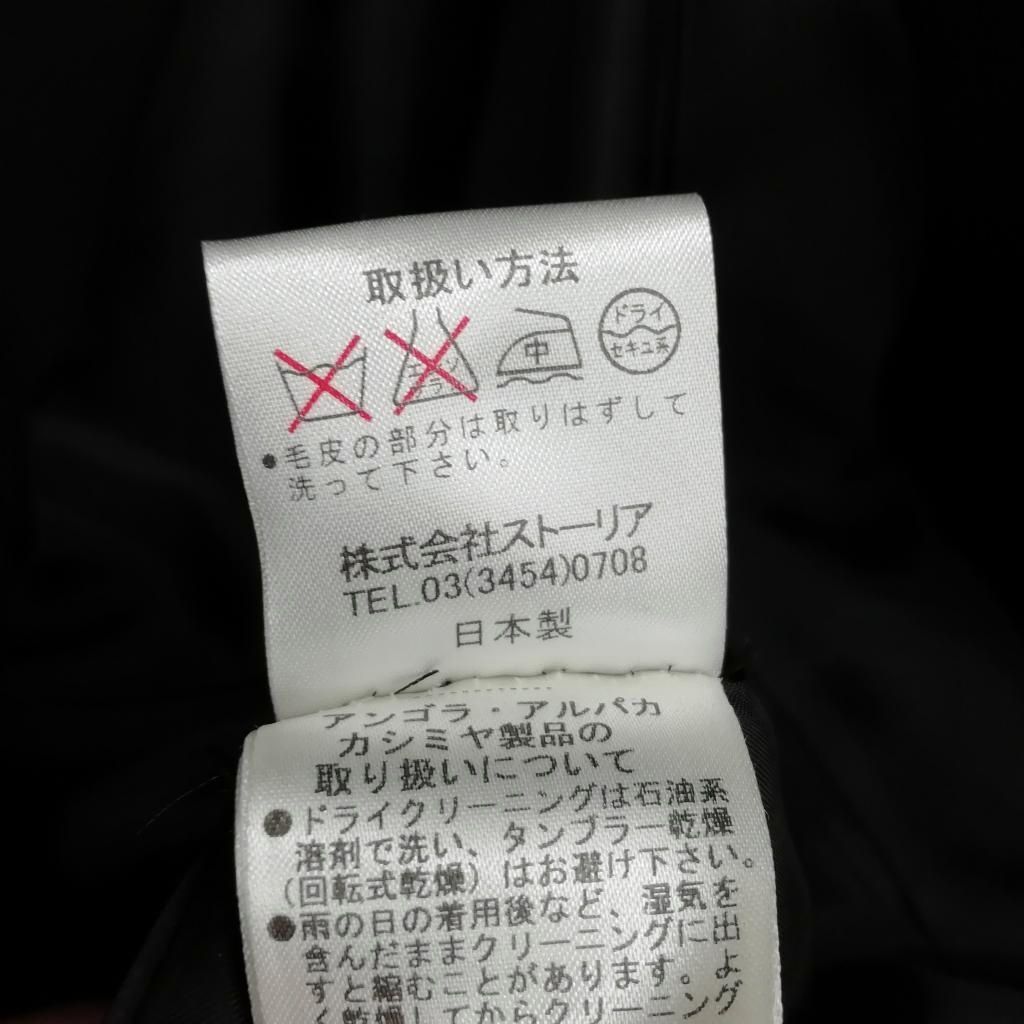 取扱い方法
中
ドライ
セキユ系
エンソ
サラシ
•毛皮の部分は取りはずして
洗って下さい。
株式会社ストーリア
TEL.03(3454)0708
日本製
アンゴラ・アルパカ
カシミヤ製品の
取り扱いについて
●ドライクリーニングは石油系
溶剤で洗い、タンブラー乾燥
(回転式乾燥)はお避け下さい。
●雨の日の着用後など、湿気を
含んだままクリーニングに出
すと縮むことがあります。よ
く乾燥してからクリーニング